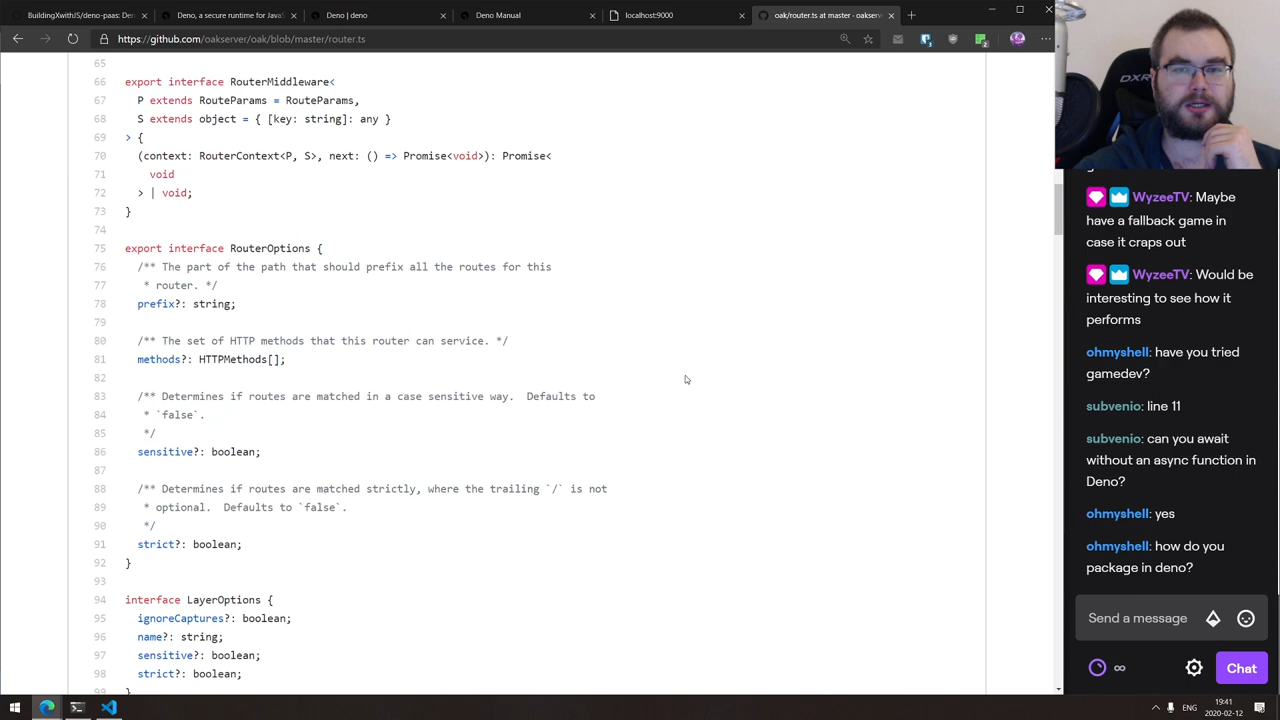 BuildingXwithJS/deno-paas: Den
Deno, a secure runtime for JavaS
Deno | deno
Deno Manual
localhost:9000
oak/router.ts at master · oakserv
https://github.com/oakserver/oak/blob/master/router.ts
65
66 export interface RouterMiddleware<
67 P extends RouteParams = RouteParams,
68 S extends object = { [key: string]: any }
69 > {
70 (context: RouterContext<P, S>, next: () => Promise<void>): Promise<
71 void
72 > | void;
73 }
74
75 export interface RouterOptions {
76 /** The part of the path that should prefix all the routes for this
77 * router. */
78 prefix?: string;
79
80 /** The set of HTTP methods that this router can service. */
81 methods?: HTTPMethods[];
82
83 /** Determines if routes are matched in a case sensitive way.  Defaults to
84 * `false`.
85 */
86 sensitive?: boolean;
87
88 /** Determines if routes are matched strictly, where the trailing `/` is not
89 * optional.  Defaults to `false`.
90 */
91 strict?: boolean;
92 }
93
94 interface LayerOptions {
95 ignoreCaptures?: boolean;
96 name?: string;
97 sensitive?: boolean;
98 strict?: boolean;
99 }
DXR
WyzeeTV: Maybe
have a fallback game in
case it craps out
WyzeeTV: Would be
interesting to see how it
performs
ohmyshell: have you tried
gamedev?
subvenio: line 11
subvenio: can you await
without an async function in
Deno?
ohmyshell: yes
ohmyshell: how do you
package in deno?
Send a message
∞
Chat
ENG
19:41
2020-02-12